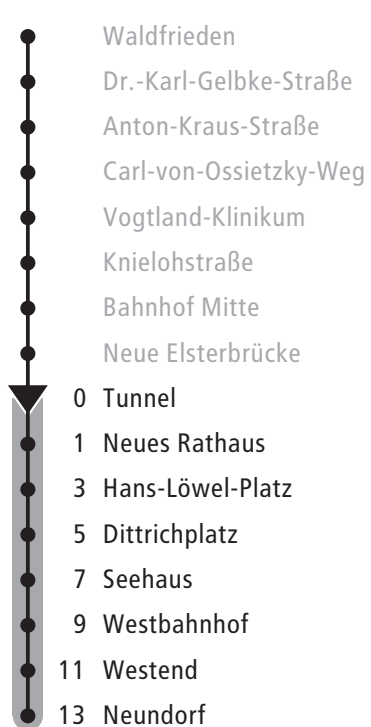 Waldfrieden
Dr.-Karl-Gelbke-Straße
Anton-Kraus-Straße
Carl-von-Ossietzky-Weg
Vogtland-Klinikum
Knielohstraße
Bahnhof Mitte
Neue Elsterbrücke
0 Tunnel
1 Neues Rathaus
3 Hans-Löwel-Platz
5 Dittrichplatz
7 Seehaus
9 Westbahnhof
11 Westend
13 Neundorf